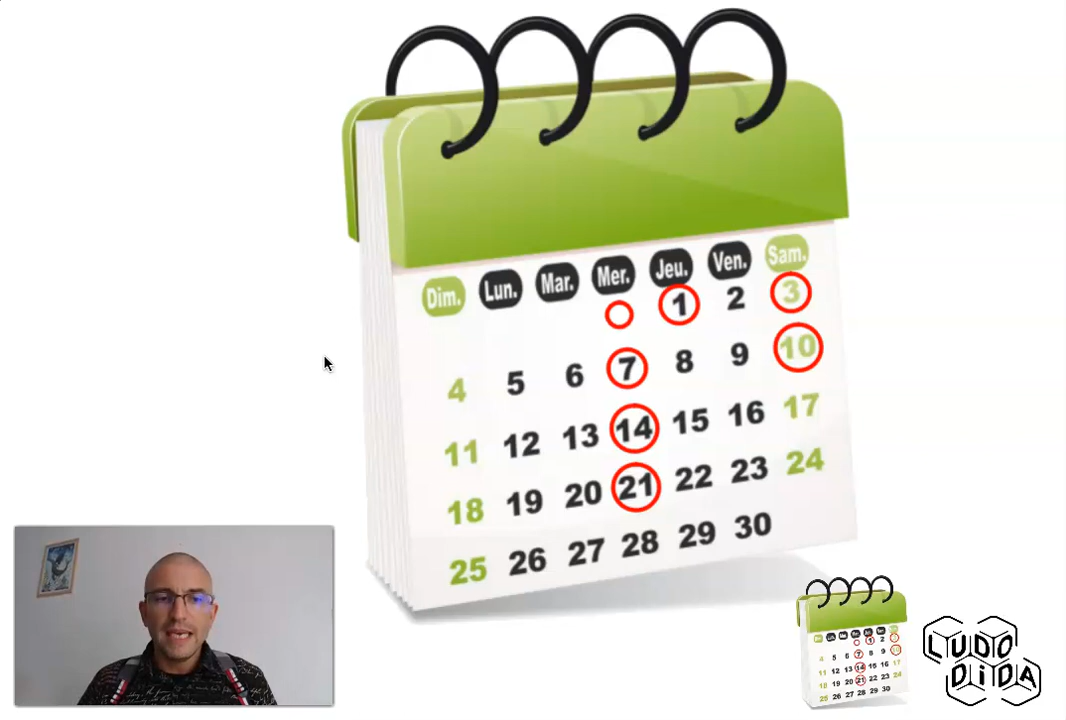 Dim. Lun. Mar. Mer. Jeu. Ven. Sam.
1 2 3
4 5 6 7 8 9 10
11 12 13 14 15 16 17
18 19 20 21 22 23 24
25 26 27 28 29 30
LUDO
DiDA